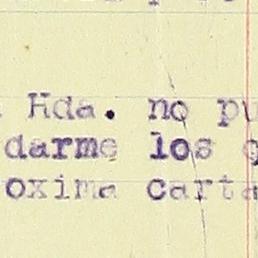 Hda. no pu
darme los
oxima carta